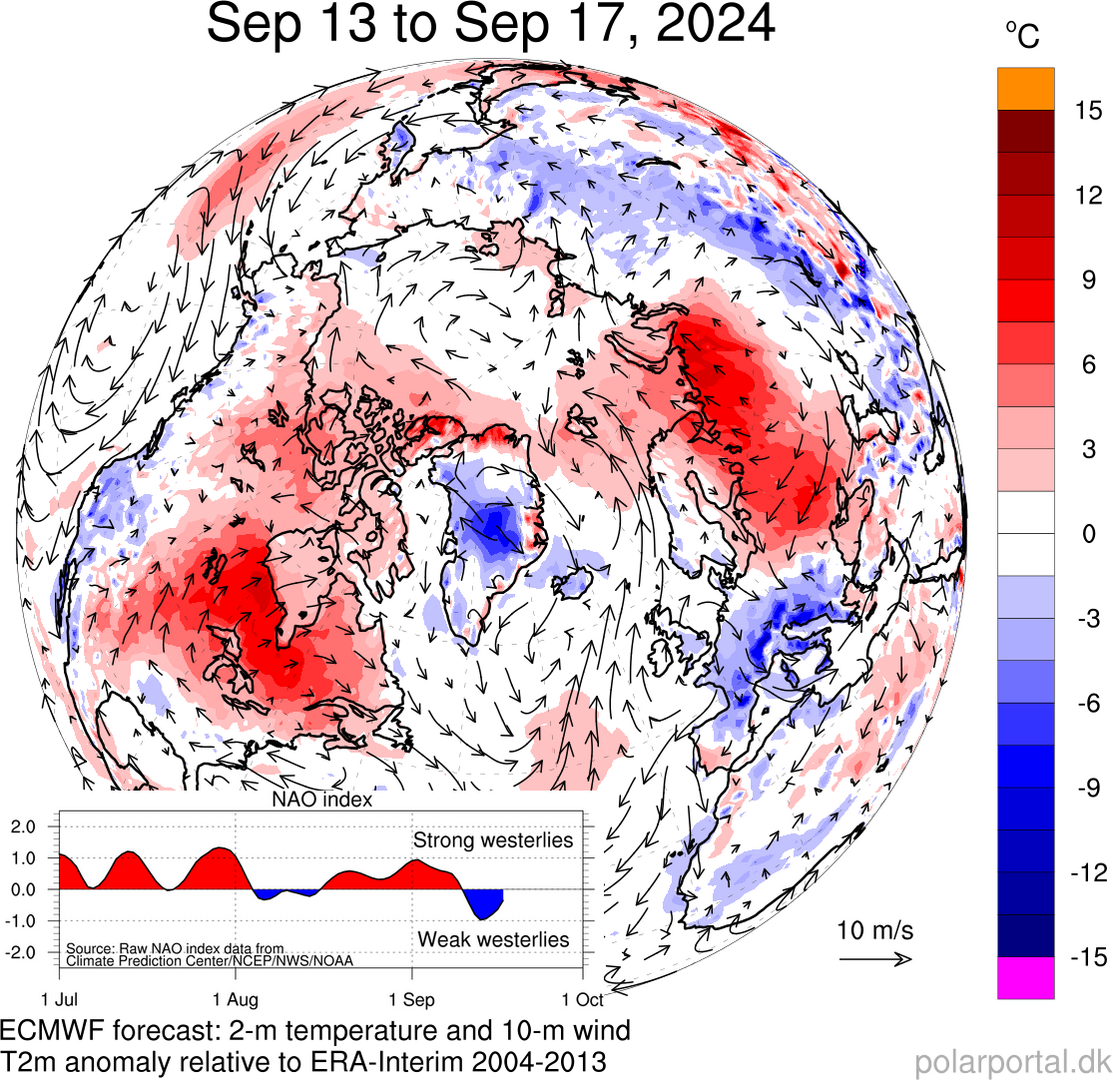 Sep 13 to Sep 17, 2024
°C
15
12
9
6
3
0
-3
-6
-9
-12
-15
NAO index
2.0
1.0
0.0
-1.0
-2.0
Strong westerlies
Weak westerlies
Source: Raw NAO index data from
Climate Prediction Center/NCEP/NWS/NOAA
1 Jul
1 Aug
1 Sep
1 Oct
10 m/s
ECMWF forecast: 2-m temperature and 10-m wind
T2m anomaly relative to ERA-Interim 2004-2013
polarportal.dk